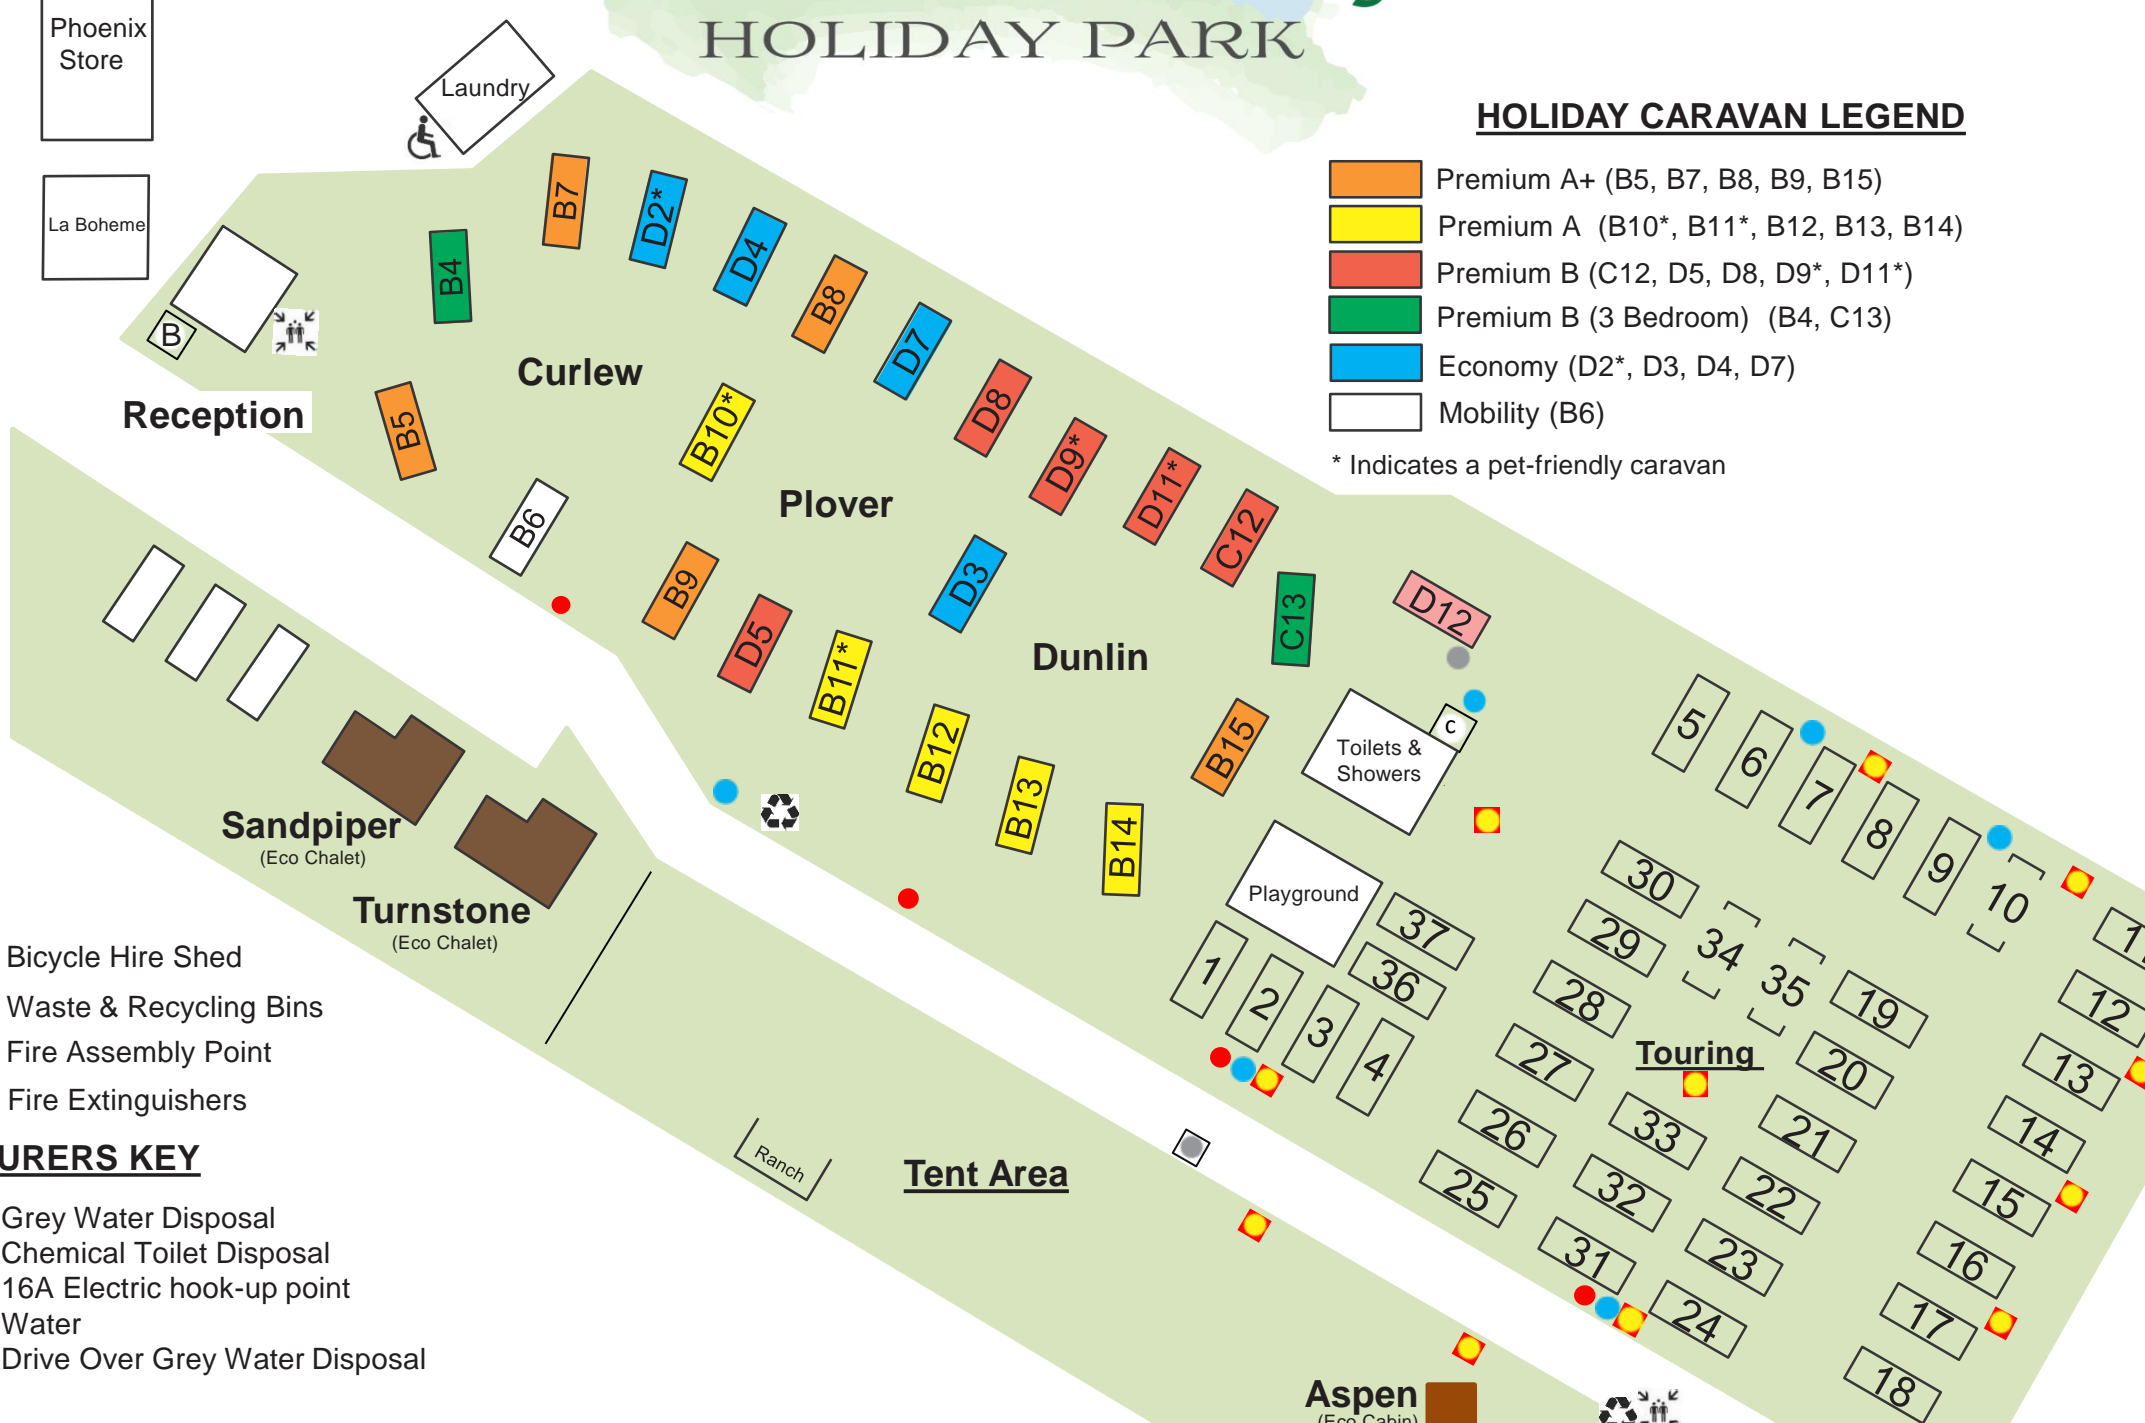 HOLIDAY PARK
Phoenix
Store
Laundry
La Boheme
B
Reception
HOLIDAY CARAVAN LEGEND
Premium A+ (B5, B7, B8, B9, B15)
Premium A (B10*, B11*, B12, B13, B14)
Premium B (C12, D5, D8, D9*, D11*)
Premium B (3 Bedroom) (B4, C13)
Economy (D2*, D3, D4, D7)
Mobility (B6)
* Indicates a pet-friendly caravan
B7
D2*
D4
B8
B4
D7
Curlew
D8
B10*
B5
D9*
Plover
D11*
B6
C12
B9
D3
D5
C13
D12
Dunlin
B11*
B12
B15
C
Toilets &
Showers
B13
B14
Playground
Sandpiper
(Eco Chalet)
Turnstone
(Eco Chalet)
5
6
7
8
9
10
12
13
14
15
16
17
18
30
29
28
27
26
25
34
35
19
20
21
22
23
24
Touring
33
32
31
37
36
1
2
3
4
Ranch
Tent Area
Aspen
(Eco Cabin)
Bicycle Hire Shed
Waste & Recycling Bins
Fire Assembly Point
Fire Extinguishers
URERS KEY
Grey Water Disposal
Chemical Toilet Disposal
16A Electric hook-up point
Water
Drive Over Grey Water Disposal